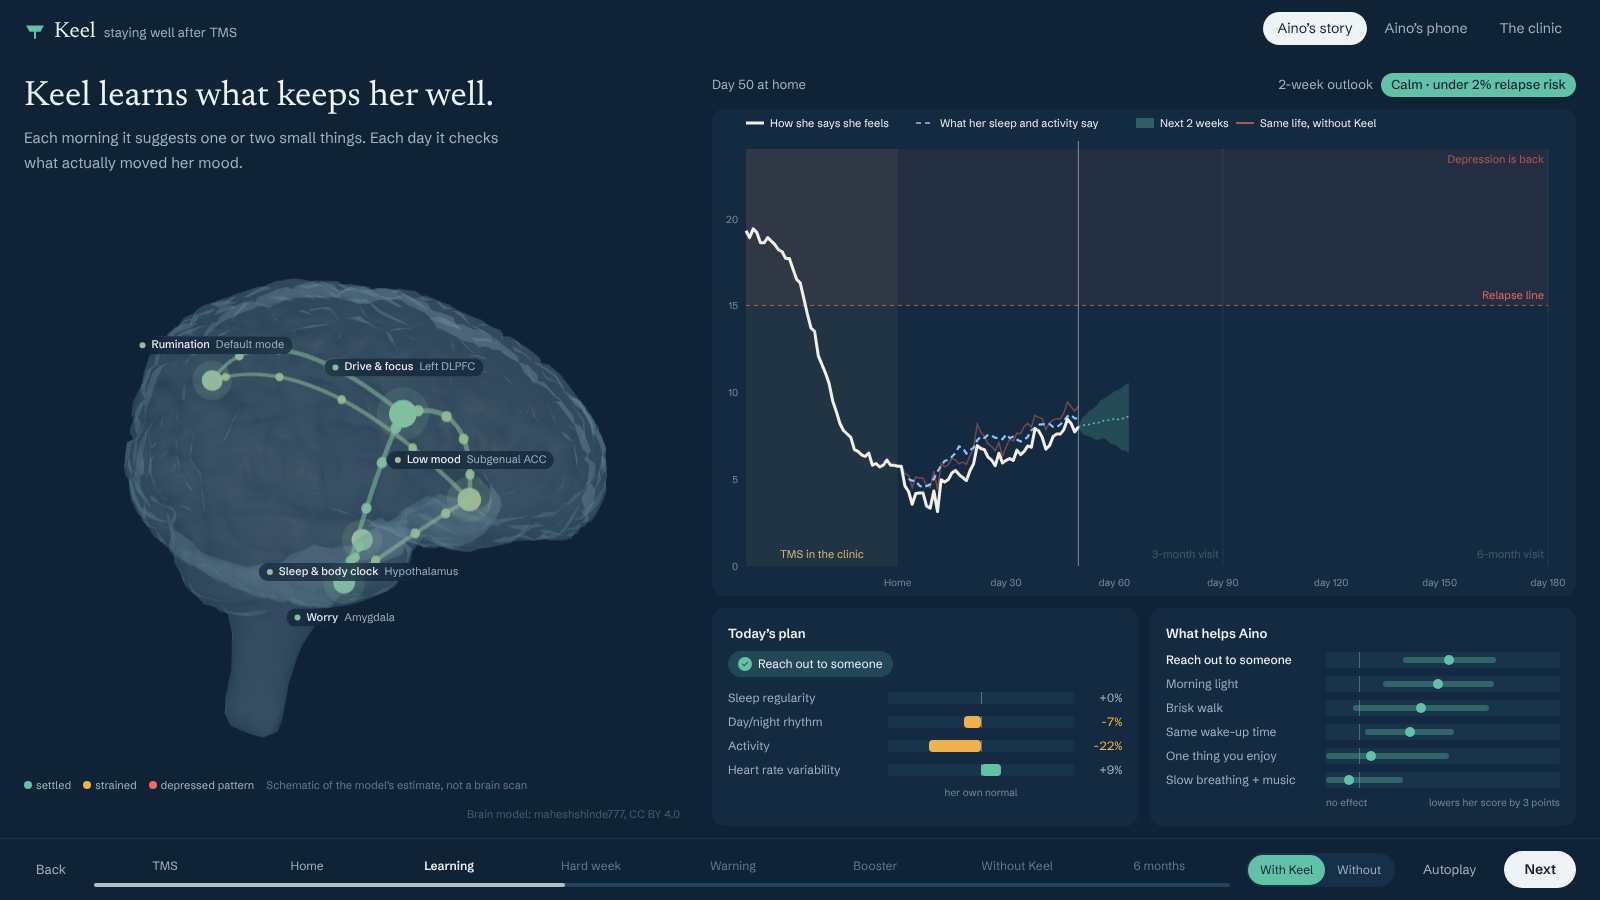 Keel staying well after TMS
Aino's story
Aino's phone
The clinic
Keel learns what keeps her well.
Each morning it suggests one or two small things. Each day it checks
what actually moved her mood.
Rumination Default mode
Drive & focus Left DLPFC
Low mood Subgenual ACC
Sleep & body clock Hypothalamus
Worry Amygdala
settled
strained
depressed pattern
Schematic of the model's estimate, not a brain scan
Brain model: maheshshinde777, CC BY 4.0
Day 50 at home
2-week outlook
Calm · under 2% relapse risk
How she says she feels
What her sleep and activity say
Next 2 weeks
Same life, without Keel
Depression is back
20
Relapse line
15
10
5
TMS in the clinic
3-month visit
6-month visit
0
Home
day 30
day 60
day 90
day 120
day 150
day 180
Today's plan
Reach out to someone
Sleep regularity +0%
Day/night rhythm -7%
Activity -22%
Heart rate variability +9%
her own normal
What helps Aino
Reach out to someone
Morning light
Brisk walk
Same wake-up time
One thing you enjoy
Slow breathing + music
no effect
lowers her score by 3 points
Back
TMS
Home
Learning
Hard week
Warning
Booster
Without Keel
6 months
With Keel
Without
Autoplay
Next